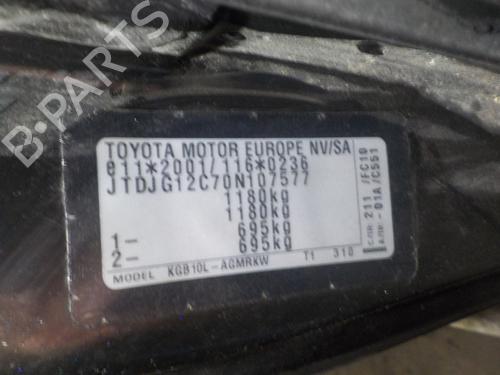 TOYOTA MOTOR EUROPE NV/SA
e11*2001/116*0236
JTDJG12C70N107577
1180kg
1180kg
1- 695kg
2- 695kg
MODEL KGB10L-AGMRKW T1 310
C/TR: 211 /FC10
A/TR: -01A/C551
B-PARTS